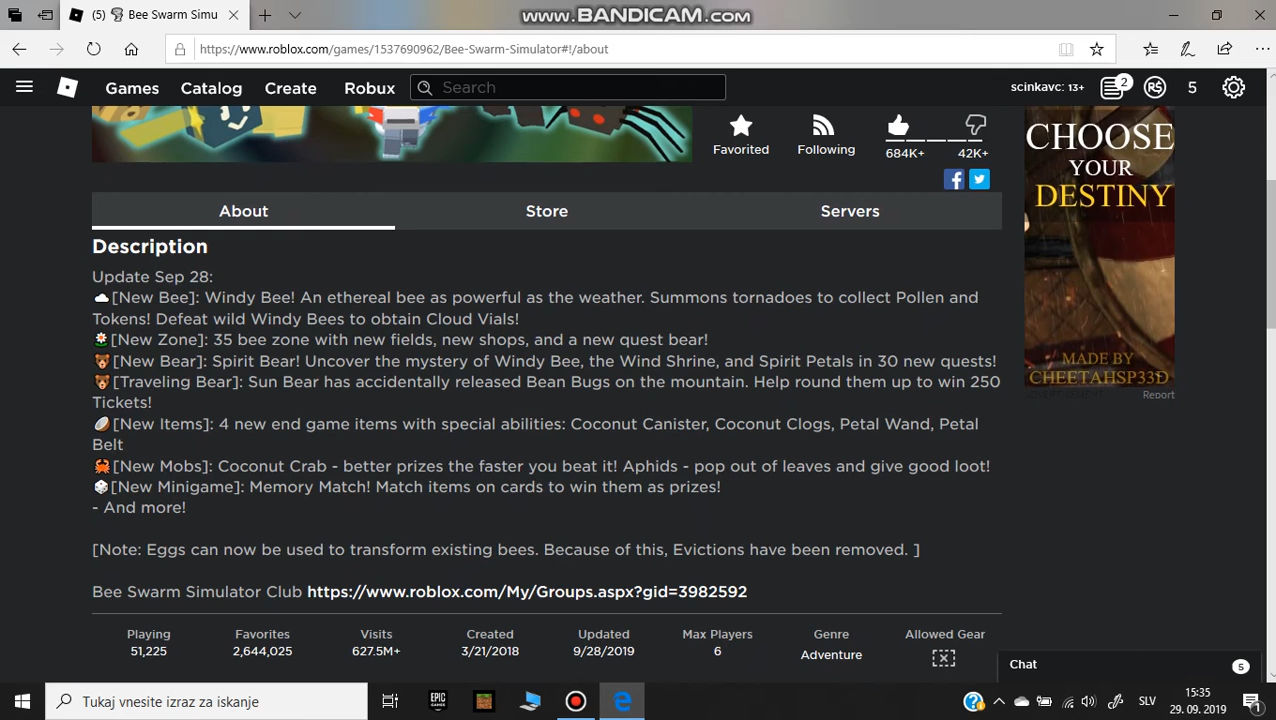 www.BANDICAM.com
(5) Bee Swarm Simu
https://www.roblox.com/games/1537690962/Bee-Swarm-Simulator#!/about
Games Catalog Create Robux Search scinkavc: 13+ 2 5
Favorited Following 684K+ 42K+
CHOOSE
YOUR
DESTINY
MADE BY
CHEETAHSP33D
ADVERTISEMENT Report
About Store Servers
Description
Update Sep 28:
[New Bee]: Windy Bee! An ethereal bee as powerful as the weather. Summons tornadoes to collect Pollen and
Tokens! Defeat wild Windy Bees to obtain Cloud Vials!
[New Zone]: 35 bee zone with new fields, new shops, and a new quest bear!
[New Bear]: Spirit Bear! Uncover the mystery of Windy Bee, the Wind Shrine, and Spirit Petals in 30 new quests!
[Traveling Bear]: Sun Bear has accidentally released Bean Bugs on the mountain. Help round them up to win 250
Tickets!
[New Items]: 4 new end game items with special abilities: Coconut Canister, Coconut Clogs, Petal Wand, Petal
Belt
[New Mobs]: Coconut Crab - better prizes the faster you beat it! Aphids - pop out of leaves and give good loot!
[New Minigame]: Memory Match! Match items on cards to win them as prizes!
- And more!
[Note: Eggs can now be used to transform existing bees. Because of this, Evictions have been removed. ]
Bee Swarm Simulator Club https://www.roblox.com/My/Groups.aspx?gid=3982592
Playing Favorites Visits Created Updated Max Players Genre Allowed Gear
51,225 2,644,025 627.5M+ 3/21/2018 9/28/2019 6 Adventure
Chat 5
Tukaj vnesite izraz za iskanje
EPIC
GAMES
SLV
15:35
29. 09. 2019
1